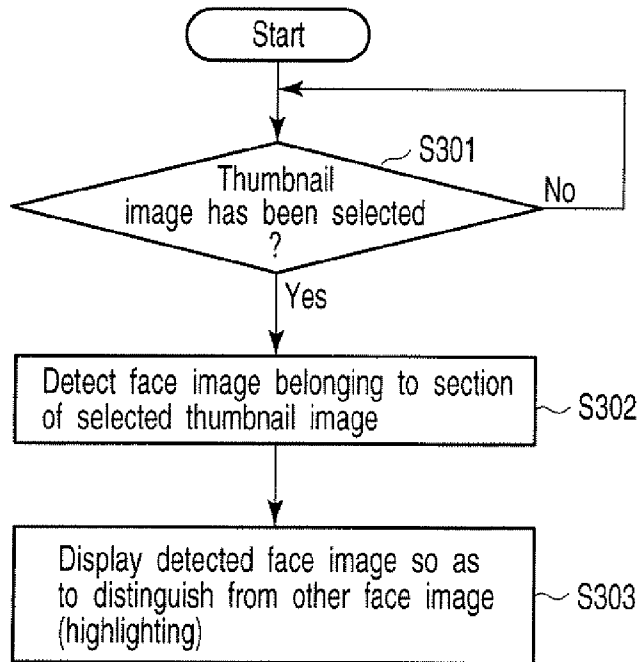 Start
S301
Thumbnail
image has been selected
?
No
Yes
Detect face image belonging to section
of selected thumbnail image
S302
Display detected face image so as
to distinguish from other face image
(highlighting)
S303